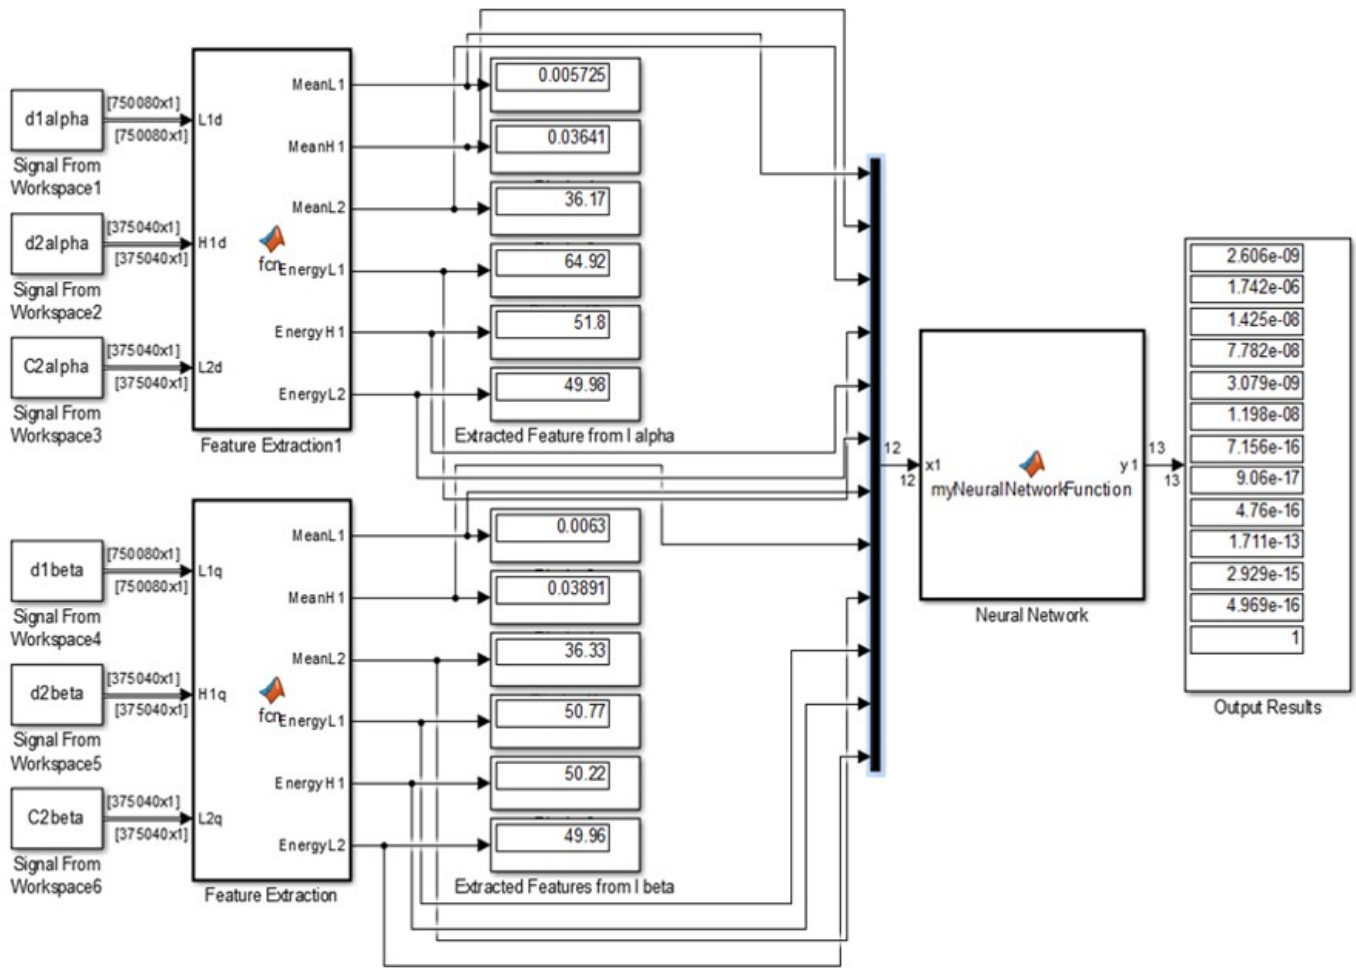 d1alpha
[750080x1]
[750080x1]
Signal From
Workspace1
d2alpha
[375040x1]
[375040x1]
Signal From
Workspace2
C2alpha
[375040x1]
[375040x1]
Signal From
Workspace3
L1d
H1d
L2d
fcn
MeanL1
MeanH1
MeanL2
EnergyL1
EnergyH1
EnergyL2
Feature Extraction1
0.005725
0.03641
36.17
64.92
51.8
49.98
Extracted Feature from I alpha
d1beta
[750080x1]
[750080x1]
Signal From
Workspace4
d2beta
[375040x1]
[375040x1]
Signal From
Workspace5
C2beta
[375040x1]
[375040x1]
Signal From
Workspace6
L1q
H1q
L2q
fcn
MeanL1
MeanH1
MeanL2
EnergyL1
EnergyH1
EnergyL2
Feature Extraction
0.0063
0.03891
36.33
50.77
50.22
49.96
Extracted Features from I beta
12
12
x1
myNeuralNetworkFunction
y1
Neural Network
13
13
2.606e-09
1.742e-06
1.425e-08
7.782e-08
3.079e-09
1.198e-08
7.156e-16
9.06e-17
4.76e-16
1.711e-13
2.929e-15
4.969e-16
1
Output Results